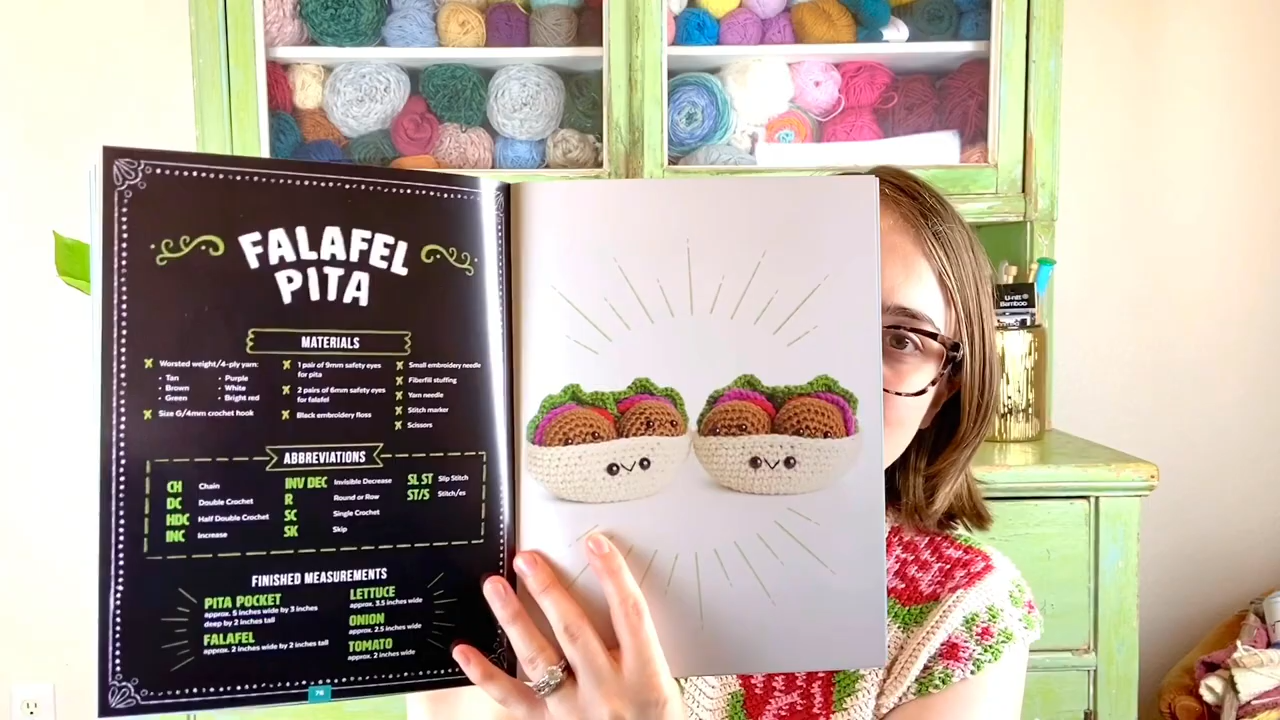 FALAFEL
PITA
MATERIALS
Worsted weight/4-ply yarn:
• Tan
• Brown
• Green
• Purple
• White
• Bright red
Size G/4mm crochet hook
1 pair of 9mm safety eyes
for pita
2 pairs of 6mm safety eyes
for falafel
Black embroidery floss
Small embroidery needle
Fiberfill stuffing
Yarn needle
Stitch marker
Scissors
ABBREVIATIONS
CH Chain
DC Double Crochet
HDC Half Double Crochet
INC Increase
INV DEC Invisible Decrease
R Round or Row
SC Single Crochet
SK Skip
SL ST Slip Stitch
ST/S Stitch/es
FINISHED MEASUREMENTS
PITA POCKET
approx. 5 inches wide by 3 inches
deep by 2 inches tall
FALAFEL
approx. 2 inches wide by 2 inches tall
LETTUCE
approx. 3.5 inches wide
ONION
approx. 2.5 inches wide
TOMATO
approx. 2 inches wide
78
Bamboo